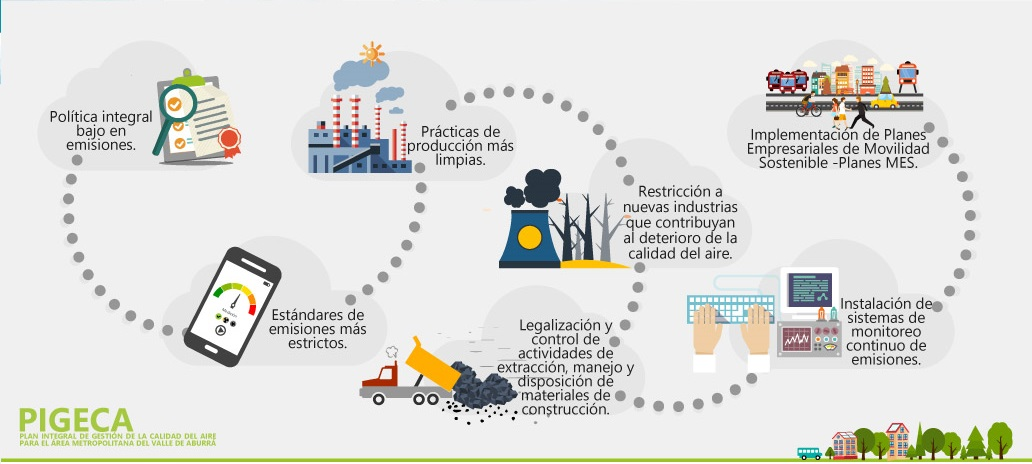 Política integral
bajo en
emisiones.
Estándares de
emisiones más
estrictos.
Prácticas de
producción más
limpias.
Restricción a
nuevas industrias
que contribuyan
al deterioro de la
calidad del aire.
Legalización y
control de
actividades de
extracción, manejo y
disposición de
materiales de
construcción.
Instalación de
sistemas de
monitoreo
continuo de
emisiones.
Implementación de Planes
Empresariales de Movilidad
Sostenible -Planes MES.
PIGECA
PLAN INTEGRAL DE GESTIÓN DE LA CALIDAD DEL AIRE
PARA EL ÁREA METROPOLITANA DEL VALLE DE ABURRÁ